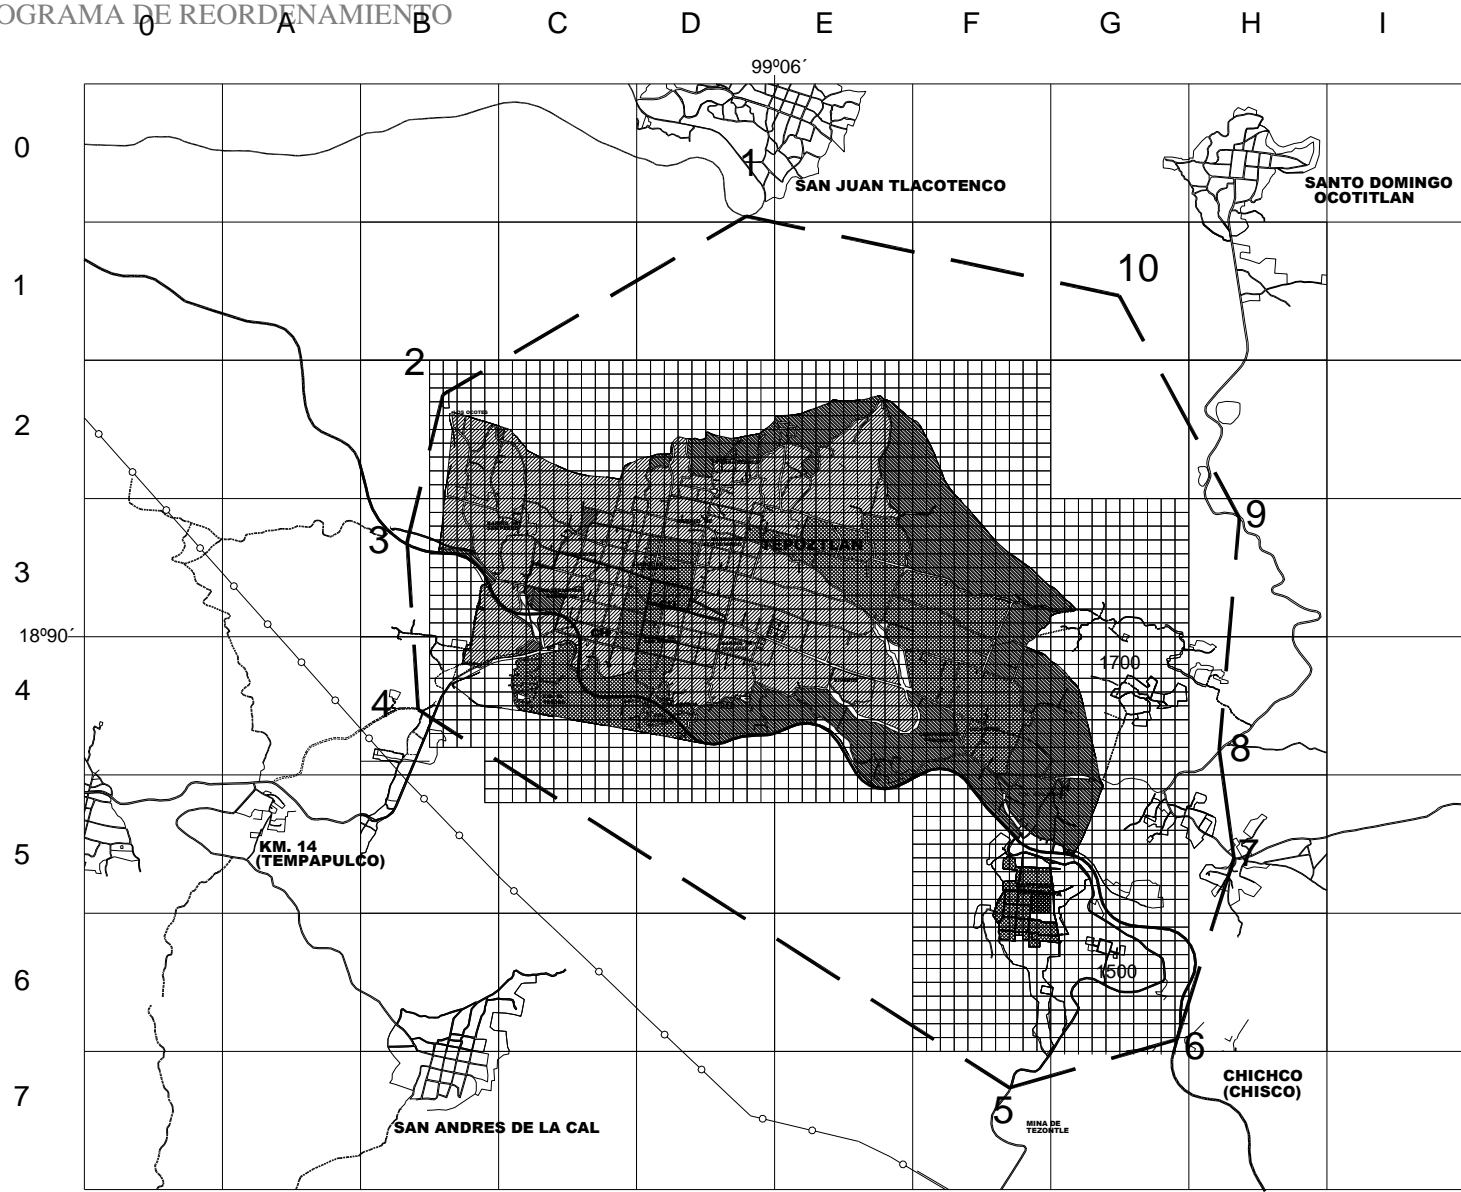 OGRAMA DE REORDENAMIENTO
0 A B C D E F G H I
99º06´
0
1
SAN JUAN TLACOTENCO
SANTO DOMINGO
OCOTITLAN
1
10
2
2
3
9
TEPOZTLAN
3
18º90´
1700
4
4
8
KM. 14
(TEMPAPULCO)
5
7
6
1500
6
CHICHCO
(CHISCO)
7
5
MINA DE
TEZONTLE
SAN ANDRES DE LA CAL